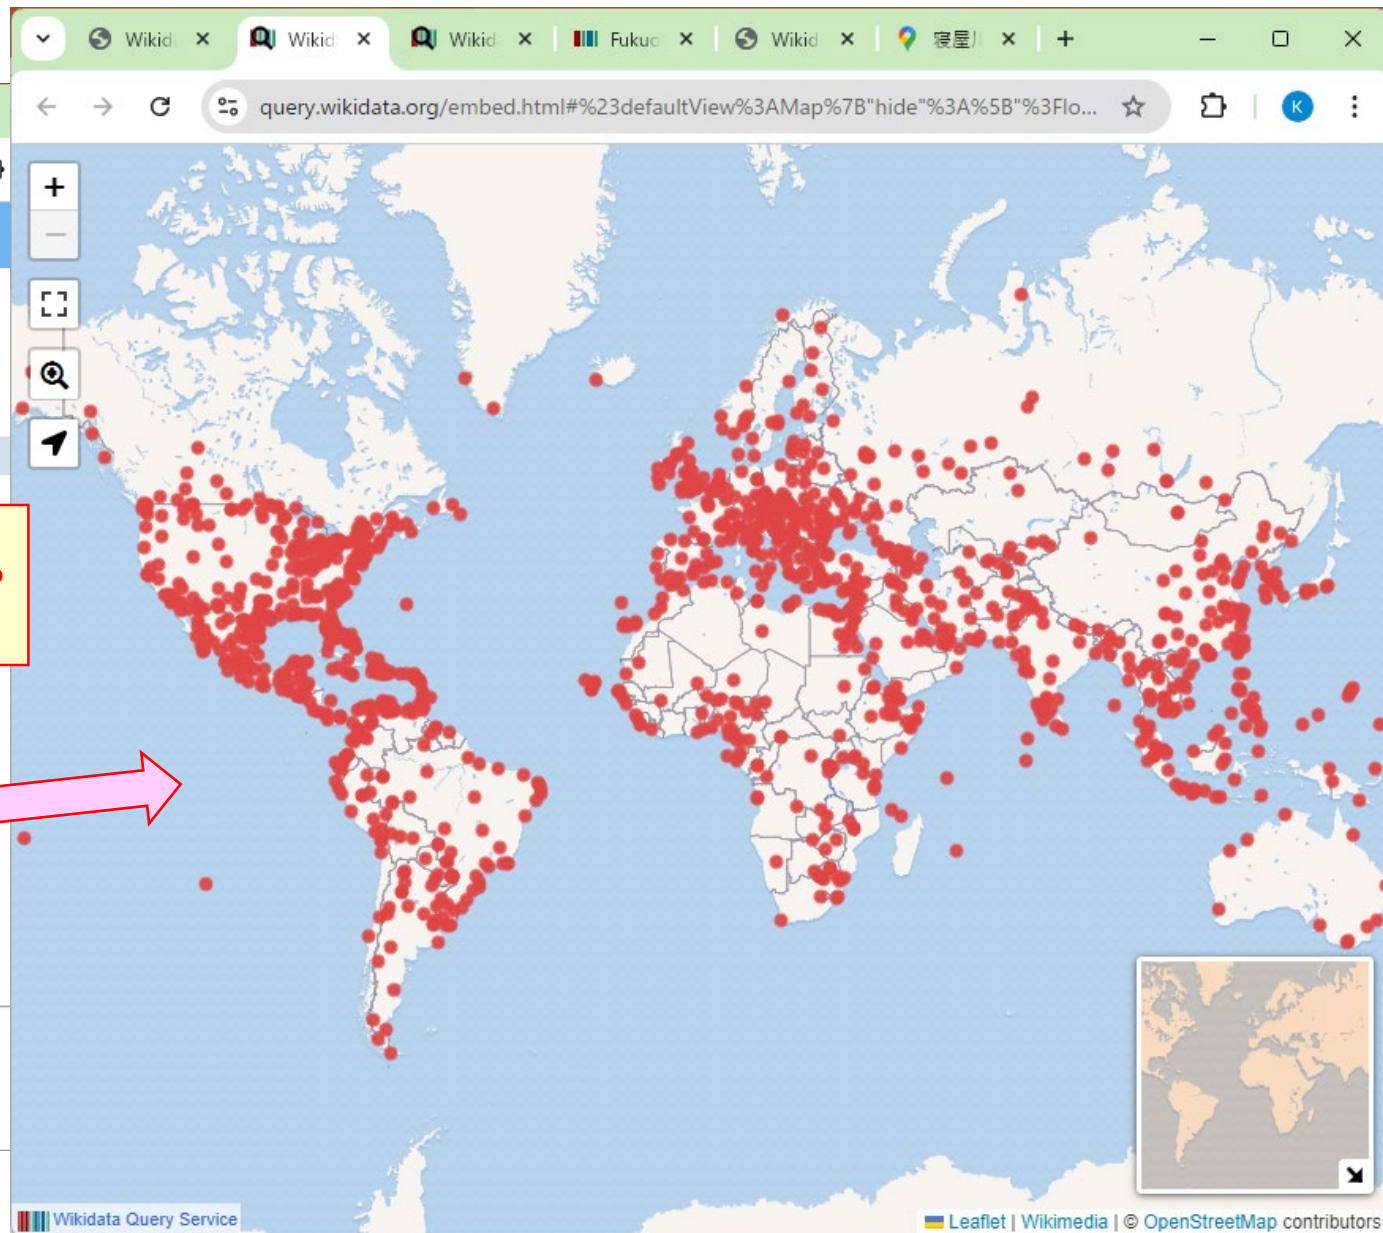 Wikid
Wikid
Wikid
Fukuo
Wikid
寝屋川
query.wikidata.org/embed.html#%23defaultView%3AMap%7B"hide"%3A%5B"%3Flo...
K
+
−
Wikidata Query Service
Leaflet | Wikimedia | © OpenStreetMap contributors